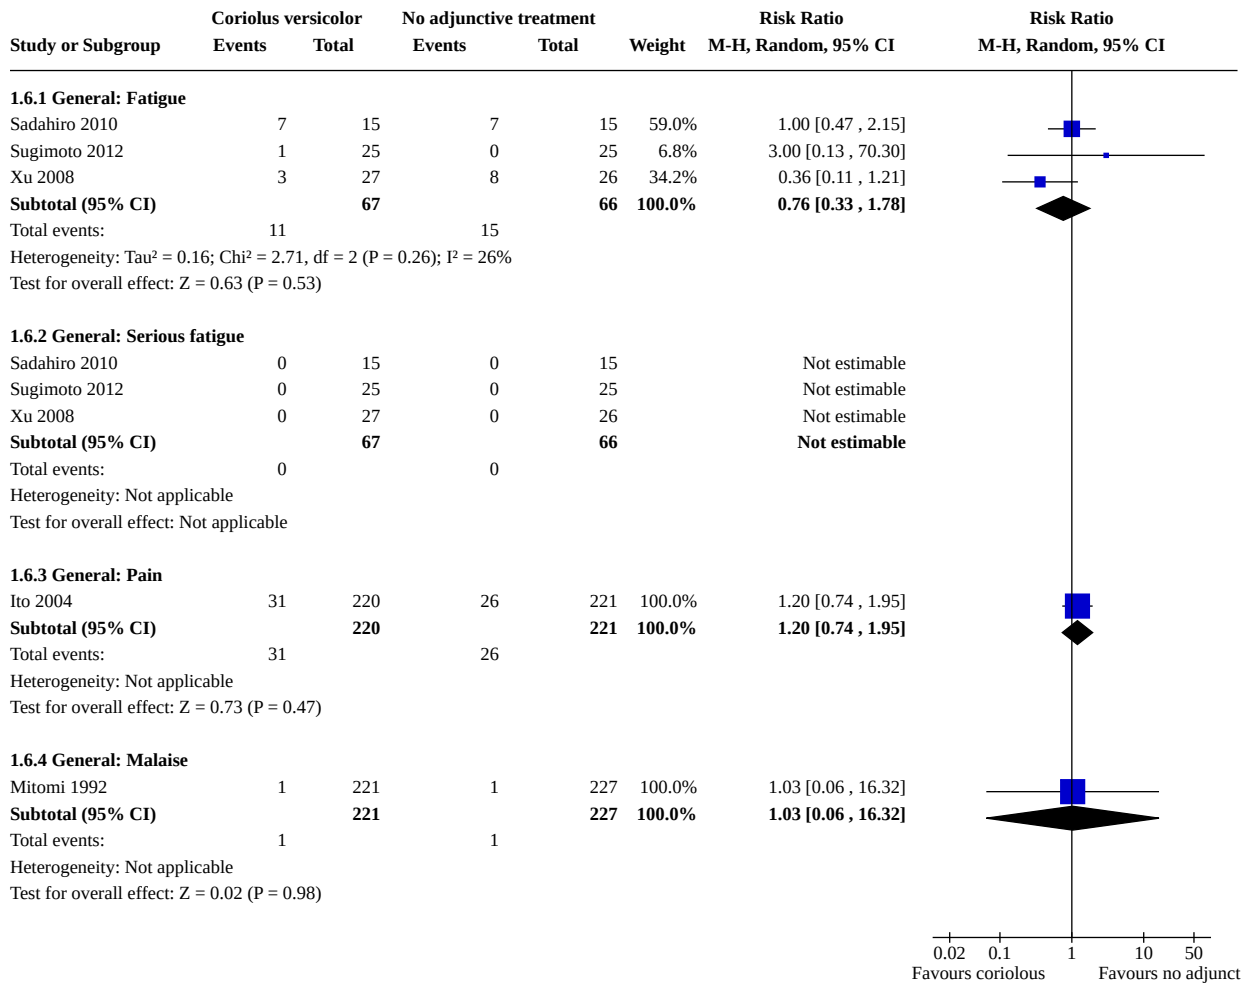 Coriolus versicolor No adjunctive treatment Risk Ratio Risk Ratio
Study or Subgroup Events Total Events Total Weight M-H, Random, 95% CI M-H, Random, 95% CI
1.6.1 General: Fatigue
Sadahiro 2010 7 15 7 15 59.0% 1.00 [0.47 , 2.15]
Sugimoto 2012 1 25 0 25 6.8% 3.00 [0.13 , 70.30]
Xu 2008 3 27 8 26 34.2% 0.36 [0.11 , 1.21]
Subtotal (95% CI) 67 66 100.0% 0.76 [0.33 , 1.78]
Total events: 11 15
Heterogeneity: Tau² = 0.16; Chi² = 2.71, df = 2 (P = 0.26); I² = 26%
Test for overall effect: Z = 0.63 (P = 0.53)
1.6.2 General: Serious fatigue
Sadahiro 2010 0 15 0 15 Not estimable
Sugimoto 2012 0 25 0 25 Not estimable
Xu 2008 0 27 0 26 Not estimable
Subtotal (95% CI) 67 66 Not estimable
Total events: 0 0
Heterogeneity: Not applicable
Test for overall effect: Not applicable
1.6.3 General: Pain
Ito 2004 31 220 26 221 100.0% 1.20 [0.74 , 1.95]
Subtotal (95% CI) 220 221 100.0% 1.20 [0.74 , 1.95]
Total events: 31 26
Heterogeneity: Not applicable
Test for overall effect: Z = 0.73 (P = 0.47)
1.6.4 General: Malaise
Mitomi 1992 1 221 1 227 100.0% 1.03 [0.06 , 16.32]
Subtotal (95% CI) 221 227 100.0% 1.03 [0.06 , 16.32]
Total events: 1 1
Heterogeneity: Not applicable
Test for overall effect: Z = 0.02 (P = 0.98)
0.02 0.1 1 10 50
Favours coriolous Favours no adjunct